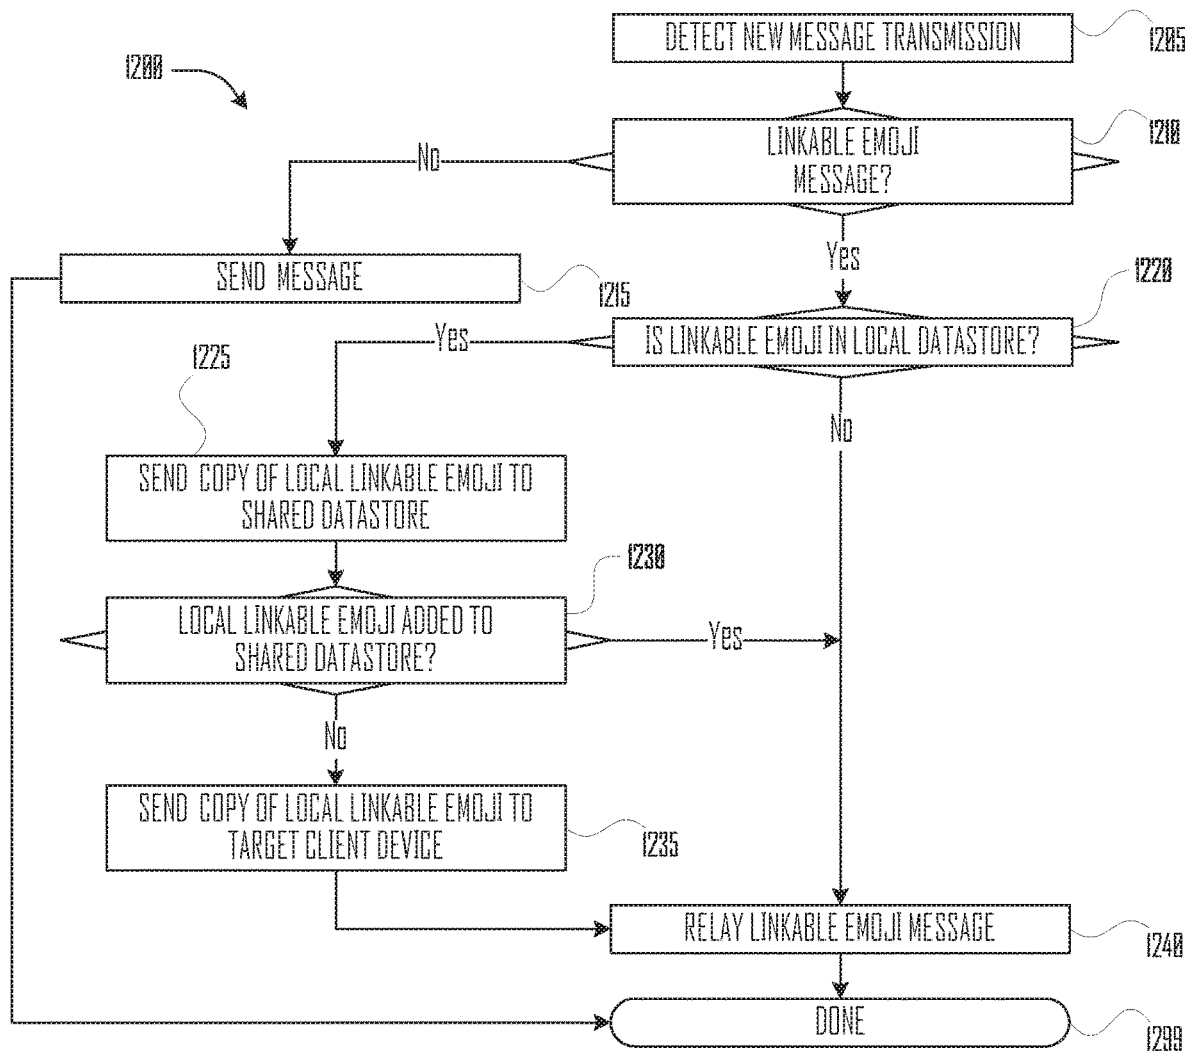 DETECT NEW MESSAGE TRANSMISSION
1205
1200
LINKABLE EMOJI
MESSAGE?
1210
No
Yes
SEND MESSAGE
1215
1220
IS LINKABLE EMOJI IN LOCAL DATASTORE?
Yes
1225
No
SEND COPY OF LOCAL LINKABLE EMOJI TO
SHARED DATASTORE
1230
LOCAL LINKABLE EMOJI ADDED TO
SHARED DATASTORE?
Yes
No
SEND COPY OF LOCAL LINKABLE EMOJI TO
TARGET CLIENT DEVICE
1235
RELAY LINKABLE EMOJI MESSAGE
1240
DONE
1299